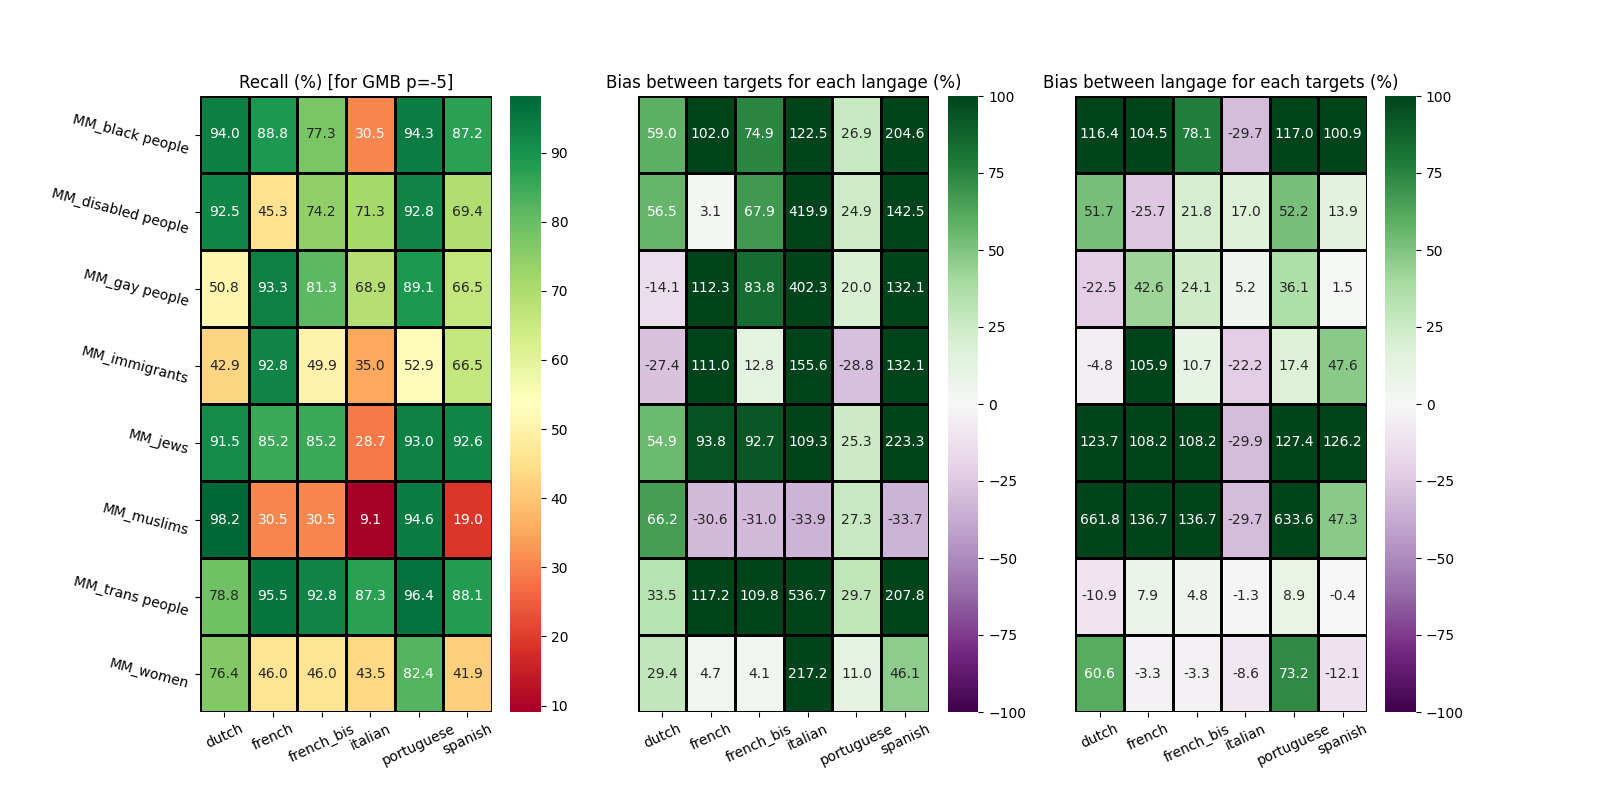 Recall (%) [for GMB p=-5]
Bias between targets for each langage (%)
Bias between langage for each targets (%)
MM_black people 94.0 88.8 77.3 30.5 94.3 87.2 59.0 102.0 74.9 122.5 26.9 204.6 116.4 104.5 78.1 -29.7 117.0 100.9
MM_disabled people 92.5 45.3 74.2 71.3 92.8 69.4 56.5 3.1 67.9 419.9 24.9 142.5 51.7 -25.7 21.8 17.0 52.2 13.9
MM_gay people 50.8 93.3 81.3 68.9 89.1 66.5 -14.1 112.3 83.8 402.3 20.0 132.1 -22.5 42.6 24.1 5.2 36.1 1.5
MM_immigrants 42.9 92.8 49.9 35.0 52.9 66.5 -27.4 111.0 12.8 155.6 -28.8 132.1 -4.8 105.9 10.7 -22.2 17.4 47.6
MM_jews 91.5 85.2 85.2 28.7 93.0 92.6 54.9 93.8 92.7 109.3 25.3 223.3 123.7 108.2 108.2 -29.9 127.4 126.2
MM_muslims 98.2 30.5 30.5 9.1 94.6 19.0 66.2 -30.6 -31.0 -33.9 27.3 -33.7 661.8 136.7 136.7 -29.7 633.6 47.3
MM_trans people 78.8 95.5 92.8 87.3 96.4 88.1 33.5 117.2 109.8 536.7 29.7 207.8 -10.9 7.9 4.8 -1.3 8.9 -0.4
MM_women 76.4 46.0 46.0 43.5 82.4 41.9 29.4 4.7 4.1 217.2 11.0 46.1 60.6 -3.3 -3.3 -8.6 73.2 -12.1
dutch french french_bis italian portuguese spanish
dutch french french_bis italian portuguese spanish
dutch french french_bis italian portuguese spanish
90
80
70
60
50
40
30
20
10
100
75
50
25
0
−25
−50
−75
−100
100
75
50
25
0
−25
−50
−75
−100